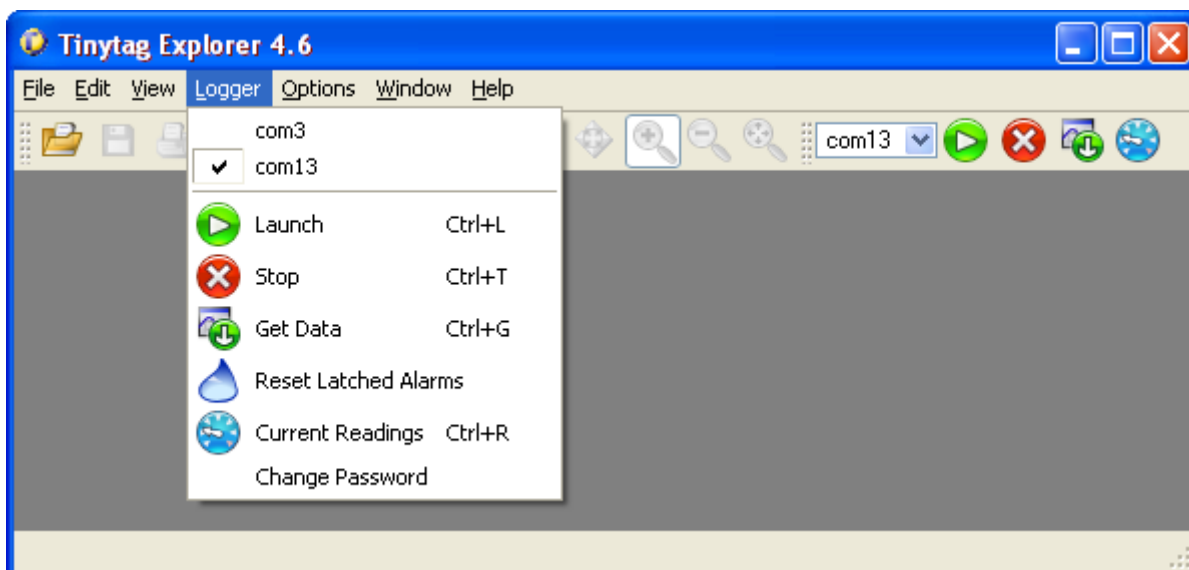 Tinytag Explorer 4.6
File Edit View Logger Options Window Help
com13
com3
com13
Launch Ctrl+L
Stop Ctrl+T
Get Data Ctrl+G
Reset Latched Alarms
Current Readings Ctrl+R
Change Password